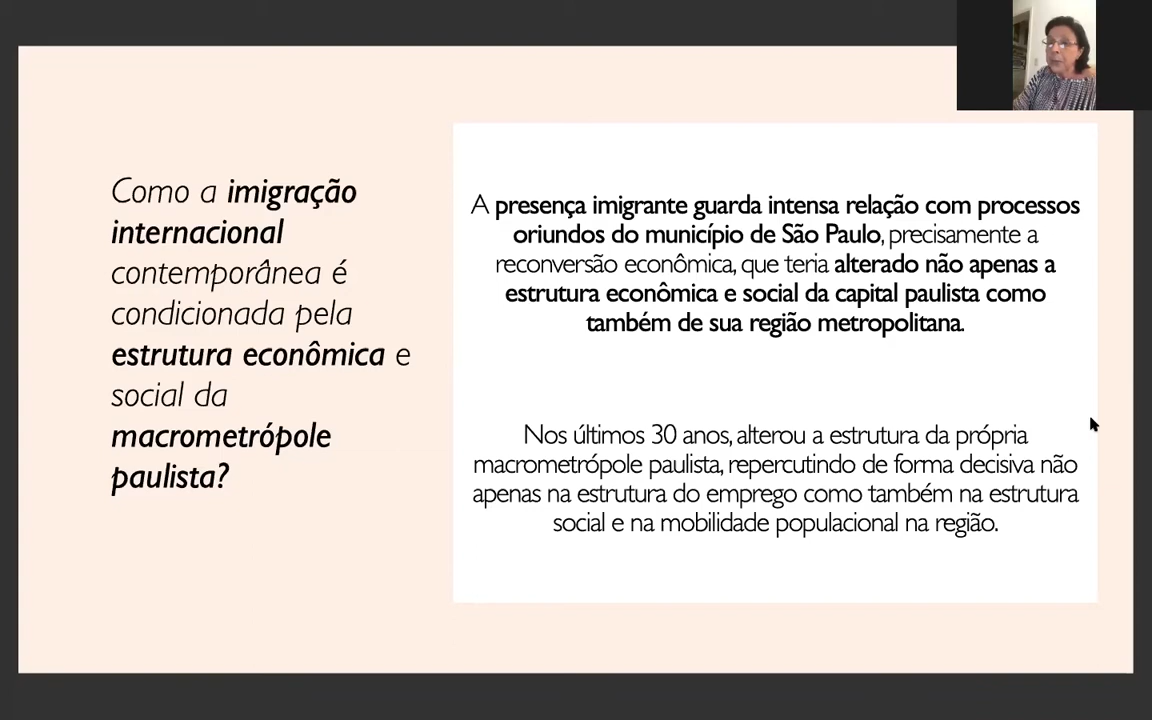 Como a imigração
internacional
contemporânea é
condicionada pela
estrutura econômica e
social da
macrometrópole
paulista?
A presença imigrante guarda intensa relação com processos
oriundos do município de São Paulo, precisamente a
reconversão econômica, que teria alterado não apenas a
estrutura econômica e social da capital paulista como
também de sua região metropolitana.
Nos últimos 30 anos, alterou a estrutura da própria
macrometrópole paulista, repercutindo de forma decisiva não
apenas na estrutura do emprego como também na estrutura
social e na mobilidade populacional na região.